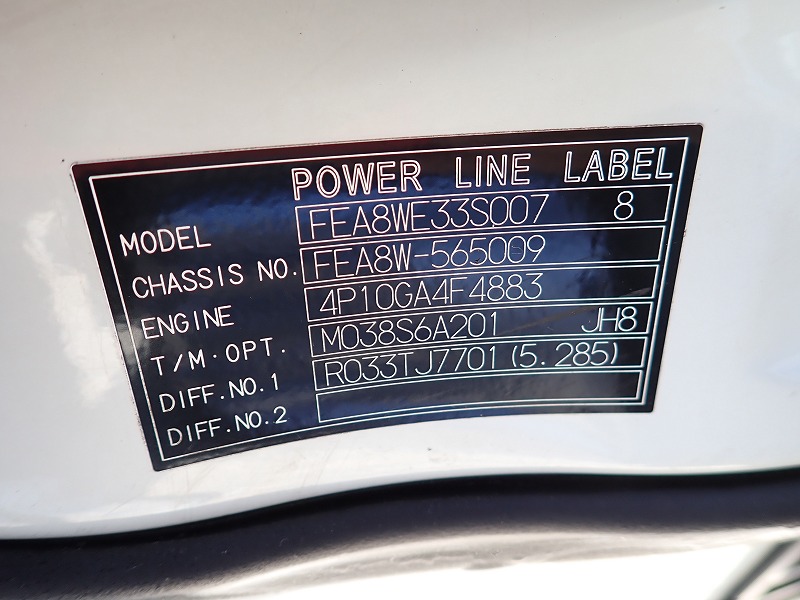 POWER LINE LABEL
MODEL FEA8WE33S007 8
CHASSIS NO. FEA8W-565009
ENGINE 4P10GA4F4883
T/M·OPT. M038S6A201 JH8
DIFF.NO.1 R033TJ7701(5.285)
DIFF.NO.2